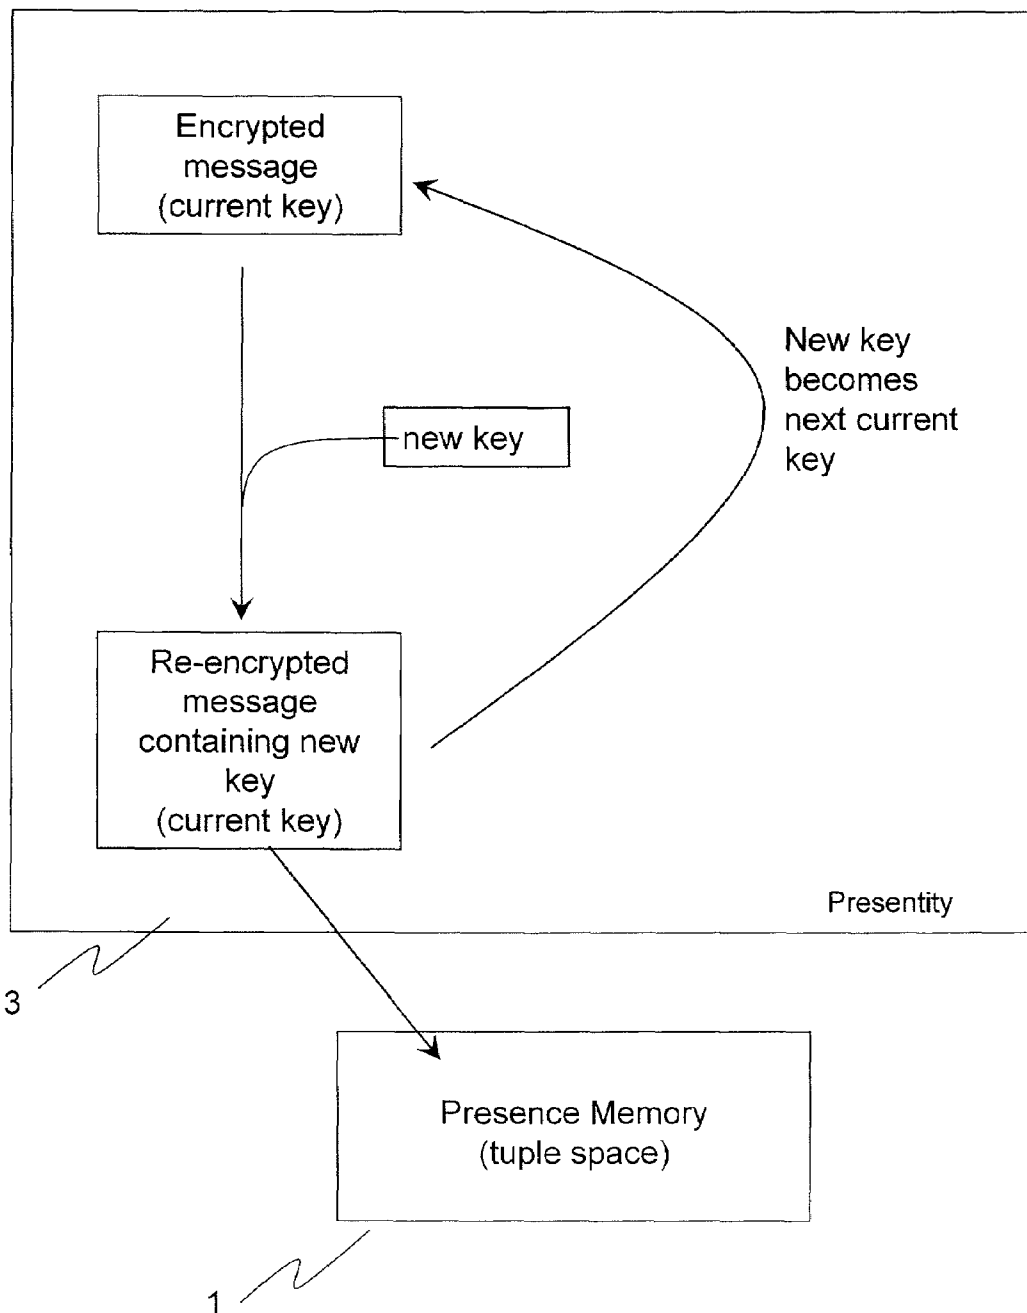 Encrypted
message
(current key)
New key
becomes
next current
key
new key
Re-encrypted
message
containing new
key
(current key)
Presentity
3
Presence Memory
(tuple space)
1